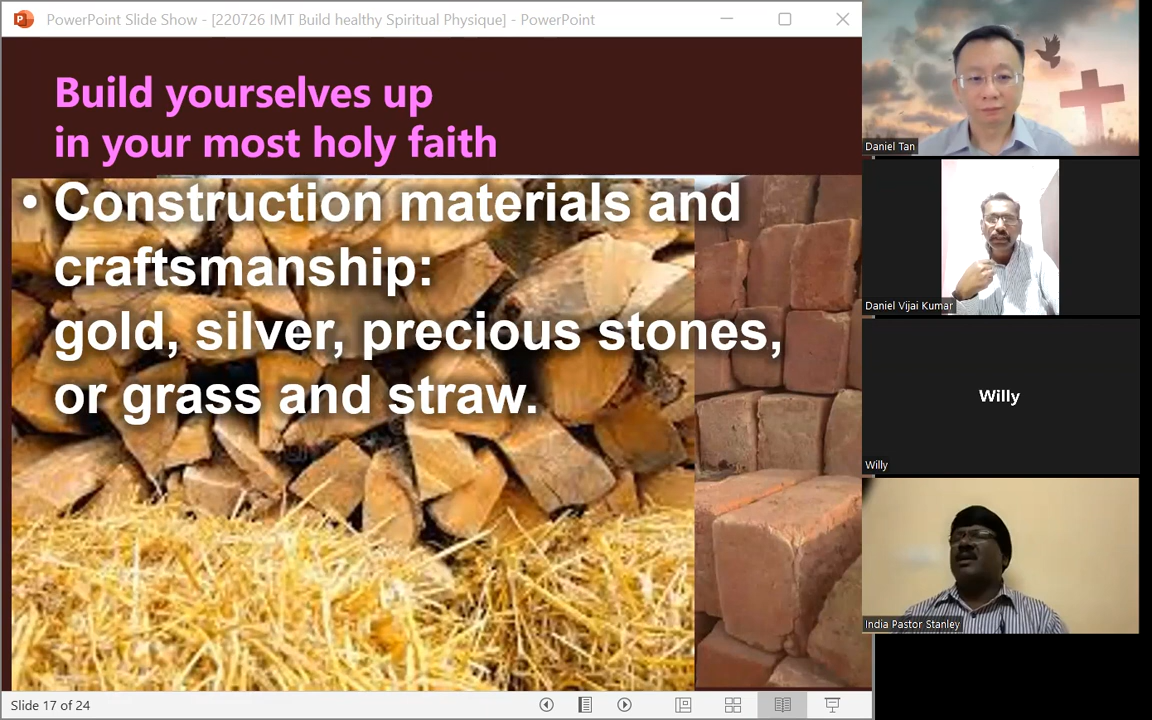 PowerPoint Slide Show - [220726 IMT Build healthy Spiritual Physique] - PowerPoint
Build yourselves up
in your most holy faith
• Construction materials and
craftsmanship:
gold, silver, precious stones,
or grass and straw.
Slide 17 of 24
Daniel Tan
Daniel Vijai Kumar
Willy
Willy
India Pastor Stanley